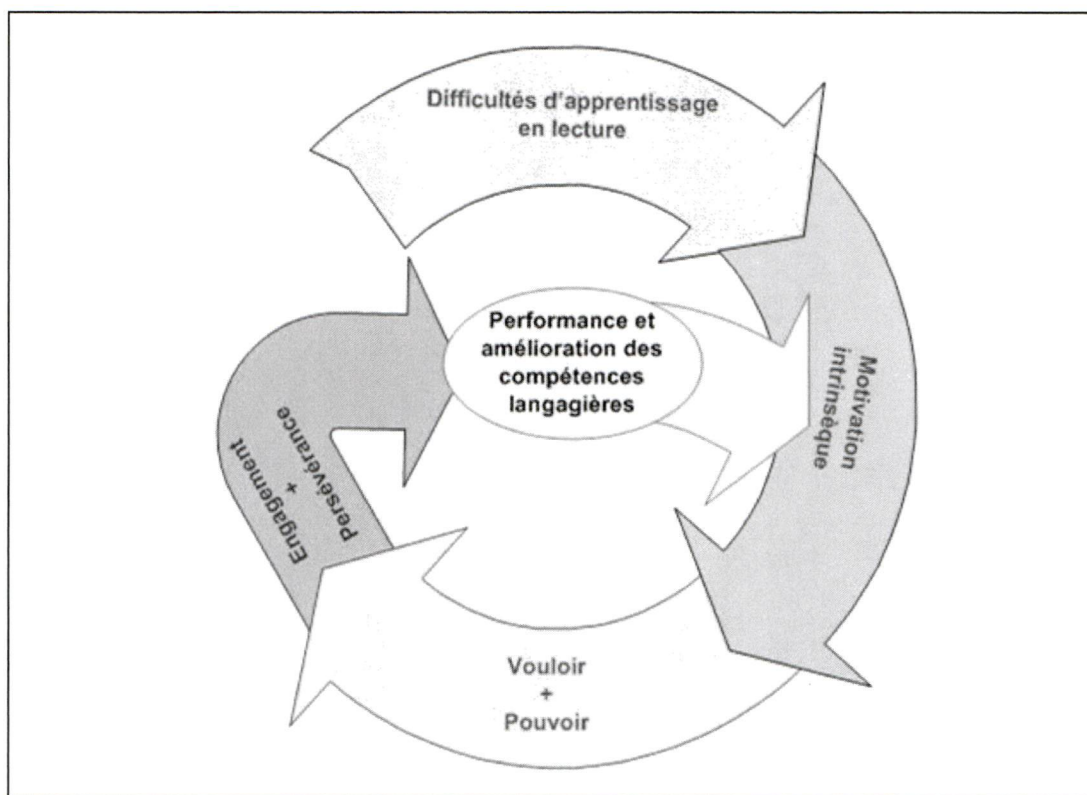 Difficultés d'apprentissage
en lecture
Motivation
intrinsèque
Vouloir
+
Pouvoir
Engagement
+
Persévérance
Performance et
amélioration des
compétences
langagières